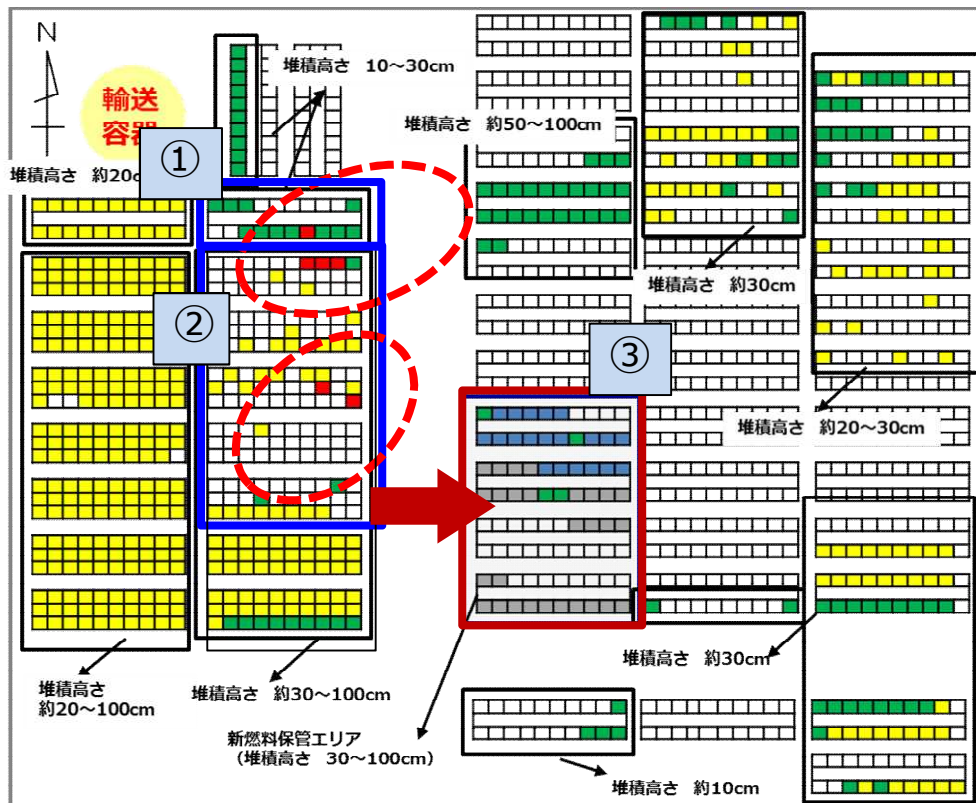 N
輸送
容器
堆積高さ 10～30cm
堆積高さ 約50～100cm
①
堆積高さ 約20c
堆積高さ 約30cm
②
③
堆積高さ 約20～30cm
堆積高さ 約30cm
堆積高さ
約20～100cm
堆積高さ 約30～100cm
新燃料保管エリア
（堆積高さ 30～100cm）
堆積高さ 約10cm